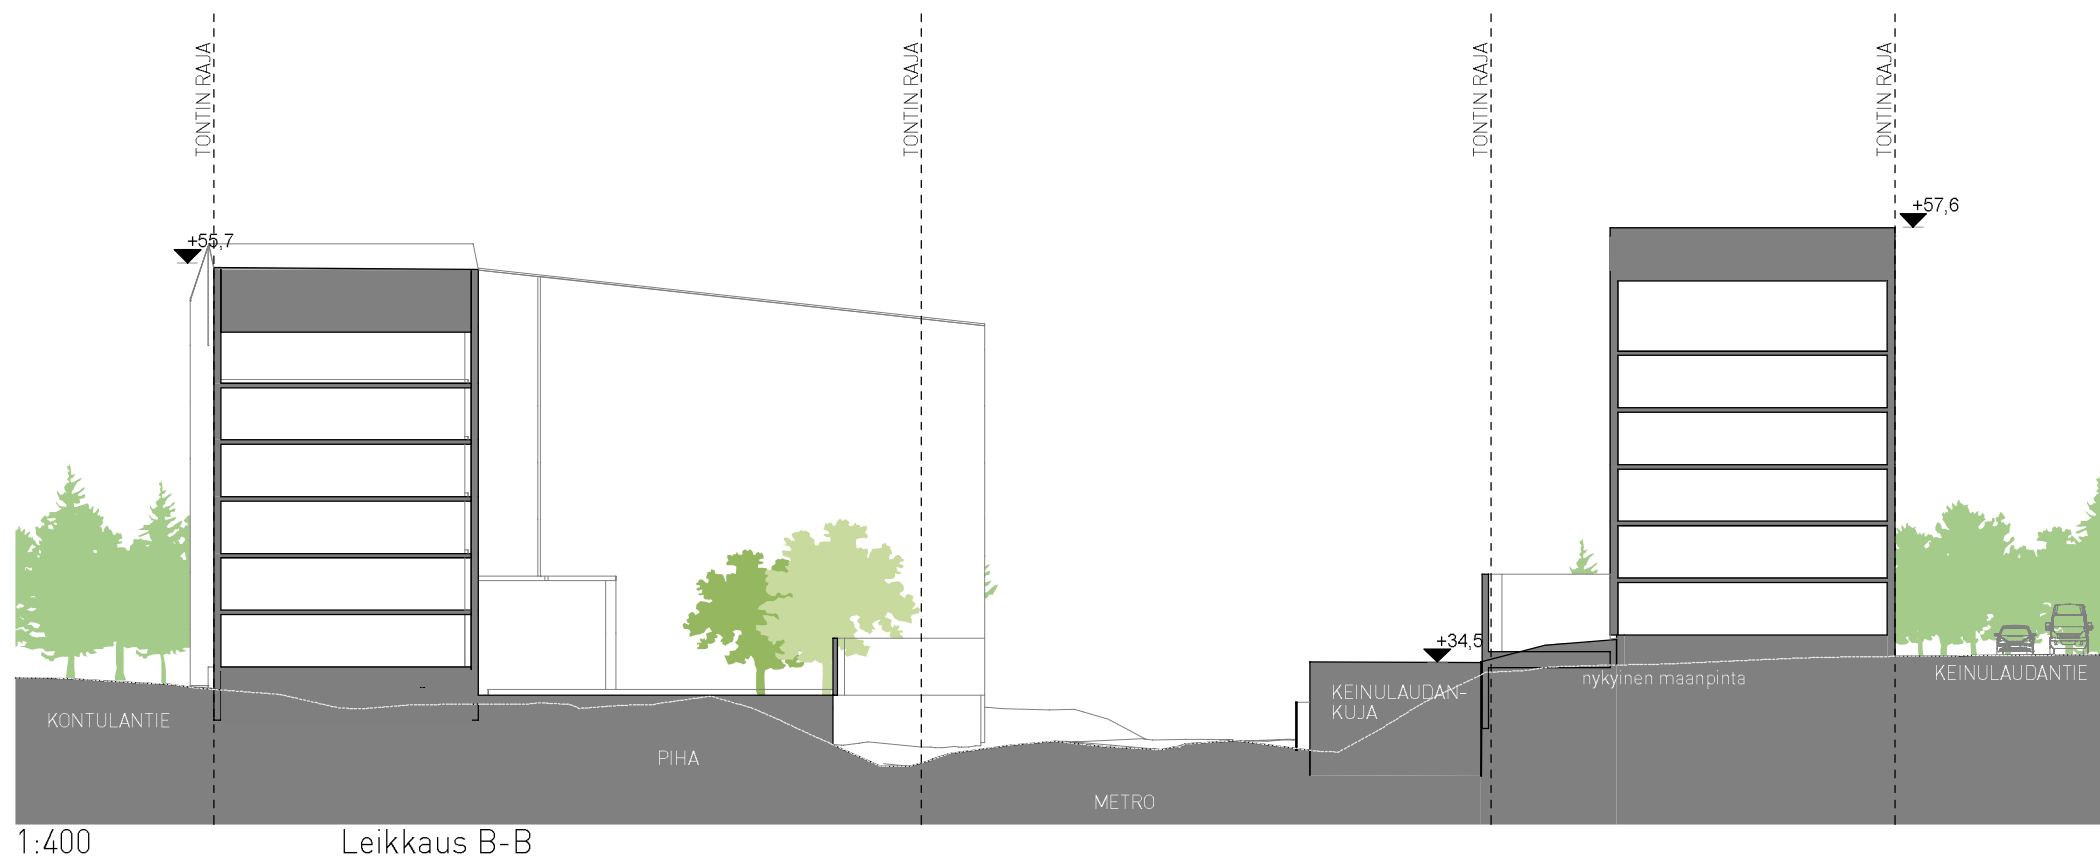 TONTIN RAJA
TONTIN RAJA
TONTIN RAJA
TONTIN RAJA
+57,6
+55,7
+34,5
KEINULAUDAN-
KUJA
nykyinen maanpinta
KEINULAUDANTIE
KONTULANTIE
PIHA
METRO
1:400
Leikkaus B-B